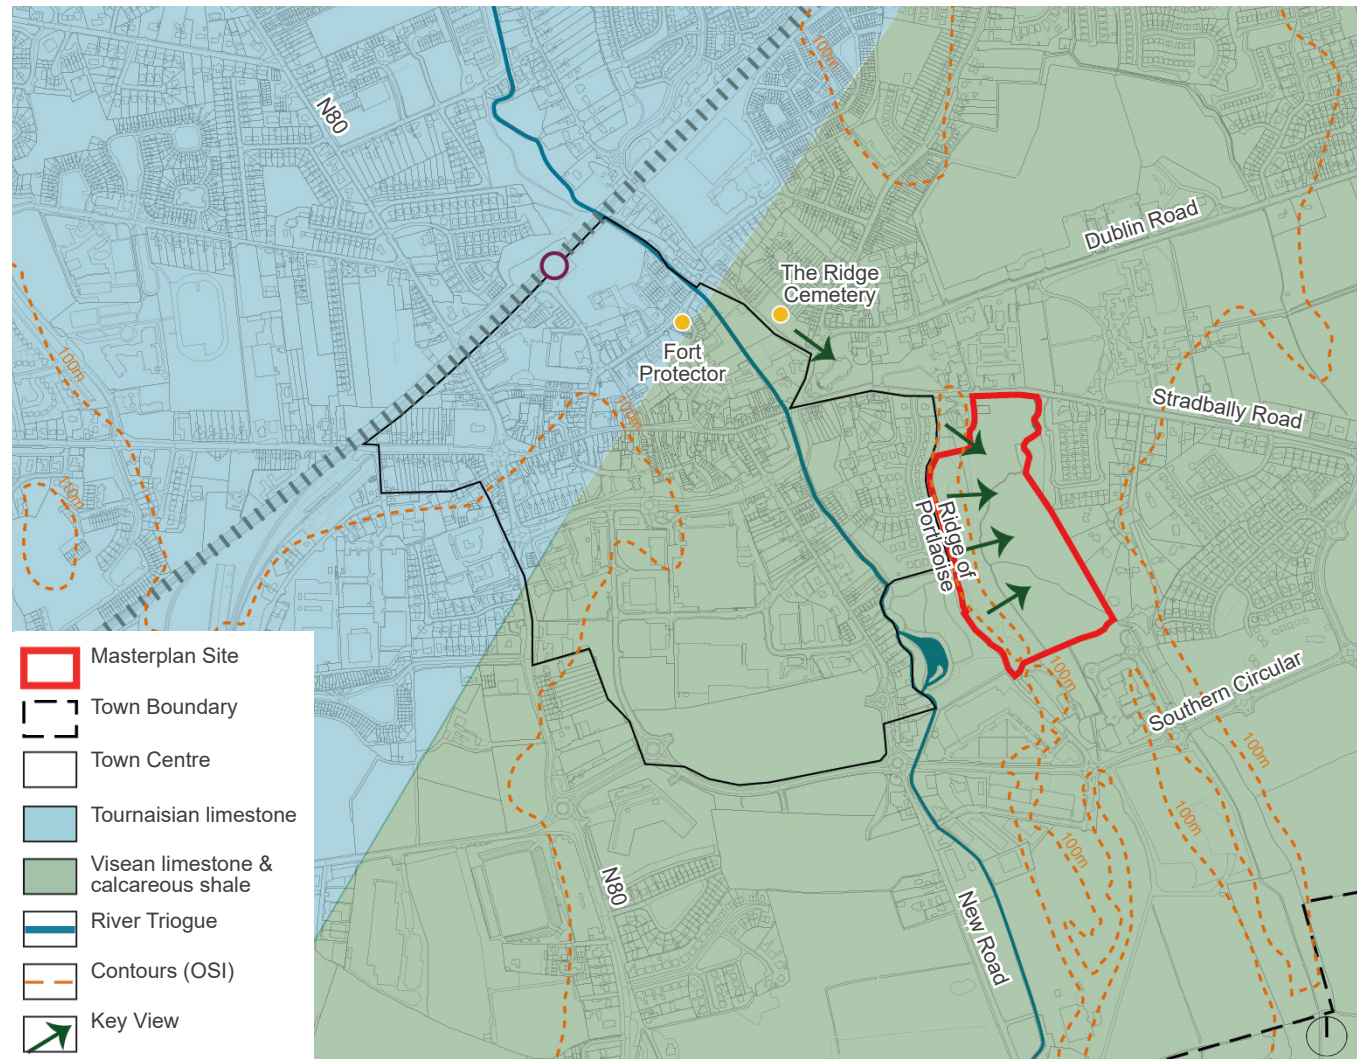 100m
N80
Dublin Road
The Ridge
Cemetery
Fort
Protector
100m
100m
Stradbally Road
110m
Ridge of
Portlaoise
100m
Southern Circular
100m
100m
100m
N80
New Road
Masterplan Site
Town Boundary
Town Centre
Tournaisian limestone
Visean limestone &
calcareous shale
River Triogue
Contours (OSI)
Key View